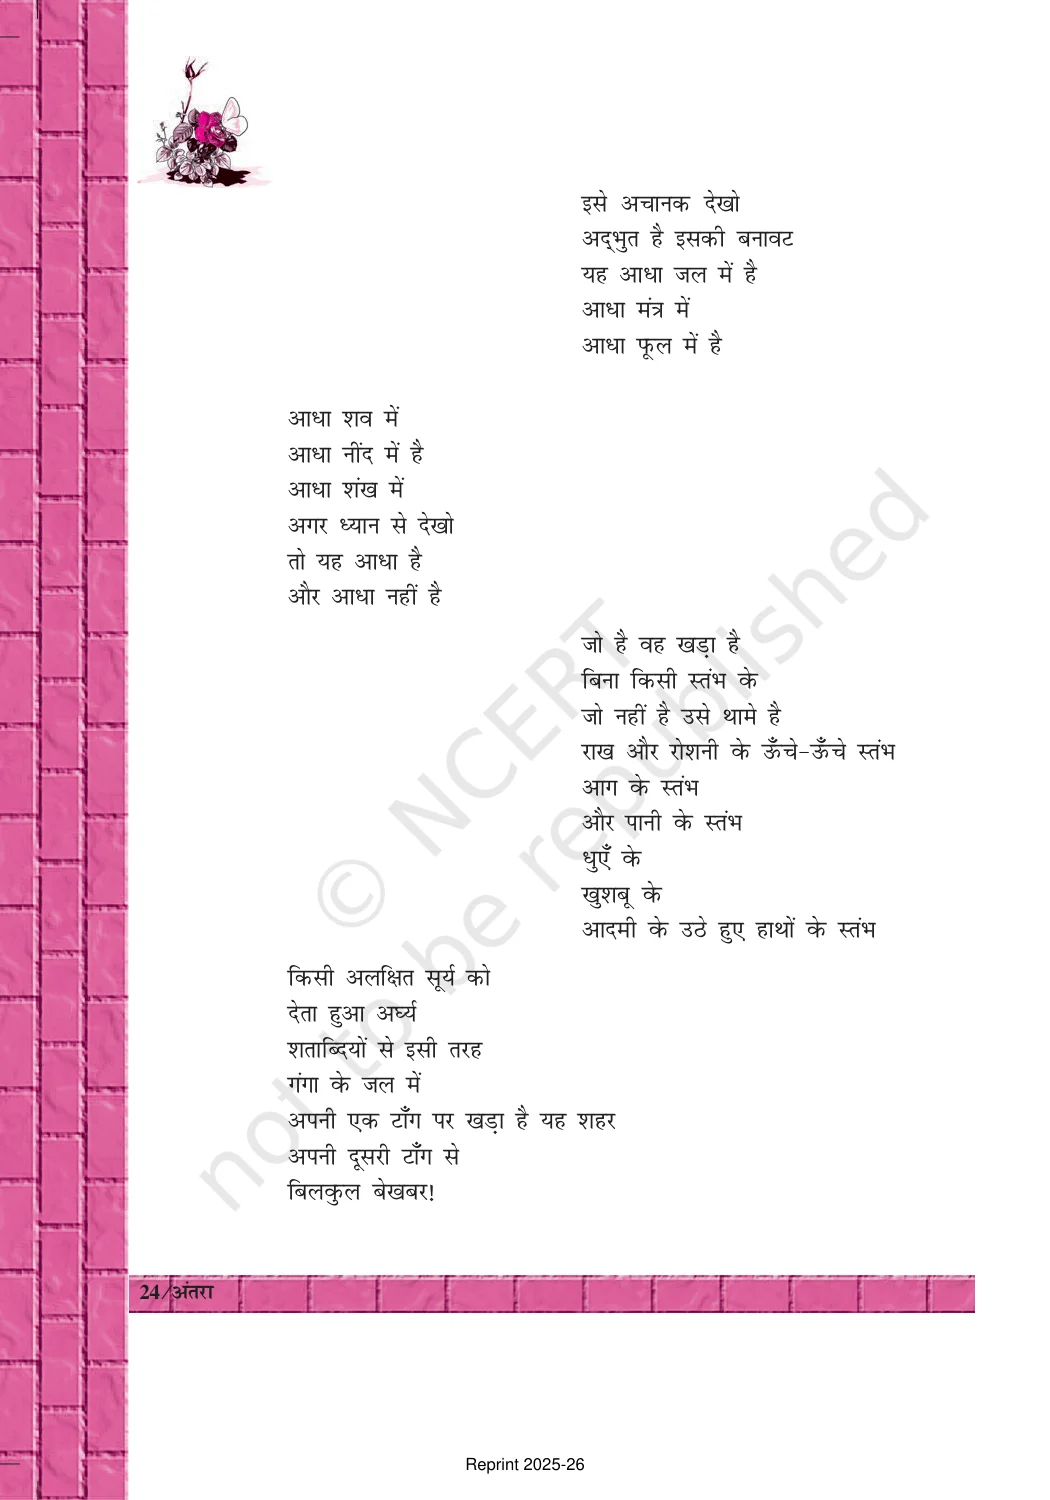 इसे अचानक देखो
अद्‌भुत है इसकी बनावट
यह आधा जल में है
आधा मंत्र में
आधा फूल में है
आधा शव में
आधा नींद में है
आधा शंख में
अगर ध्यान से देखो
तो यह आधा है
और आधा नहीं है
जो है वह खड़ा है
बिना किसी स्तंभ के
जो नहीं है उसे थामे है
राख और रोशनी के ऊँचे-ऊँचे स्तंभ
आग के स्तंभ
और पानी के स्तंभ
धुएँ के
खुशबू के
आदमी के उठे हुए हाथों के स्तंभ
किसी अलक्षित सूर्य को
देता हुआ अर्घ्य
शताब्दियों से इसी तरह
गंगा के जल में
अपनी एक टाँग पर खड़ा है यह शहर
अपनी दूसरी टाँग से
बिलकुल बेखबर!
© NCERT
not to be republished
24/अंतरा
Reprint 2025-26